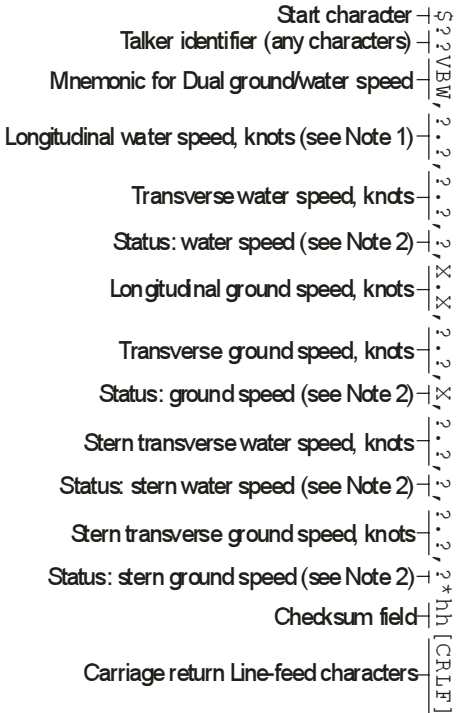 Start character
Talker identifier (any characters)
Mnemonic for Dual ground/water speed
Longitudinal water speed, knots (see Note 1)
Transverse water speed, knots
Status: water speed (see Note 2)
Longitudinal ground speed, knots
Transverse ground speed, knots
Status: ground speed (see Note 2)
Stern transverse water speed, knots
Status: stern water speed (see Note 2)
Stern transverse ground speed, knots
Status: stern ground speed (see Note 2)
Checksum field
Carriage return Line-feed characters
$??VBW,?.?,?.?,?,X.X,?.?,X,?.?,?,?.?,?*hh[CRLF]